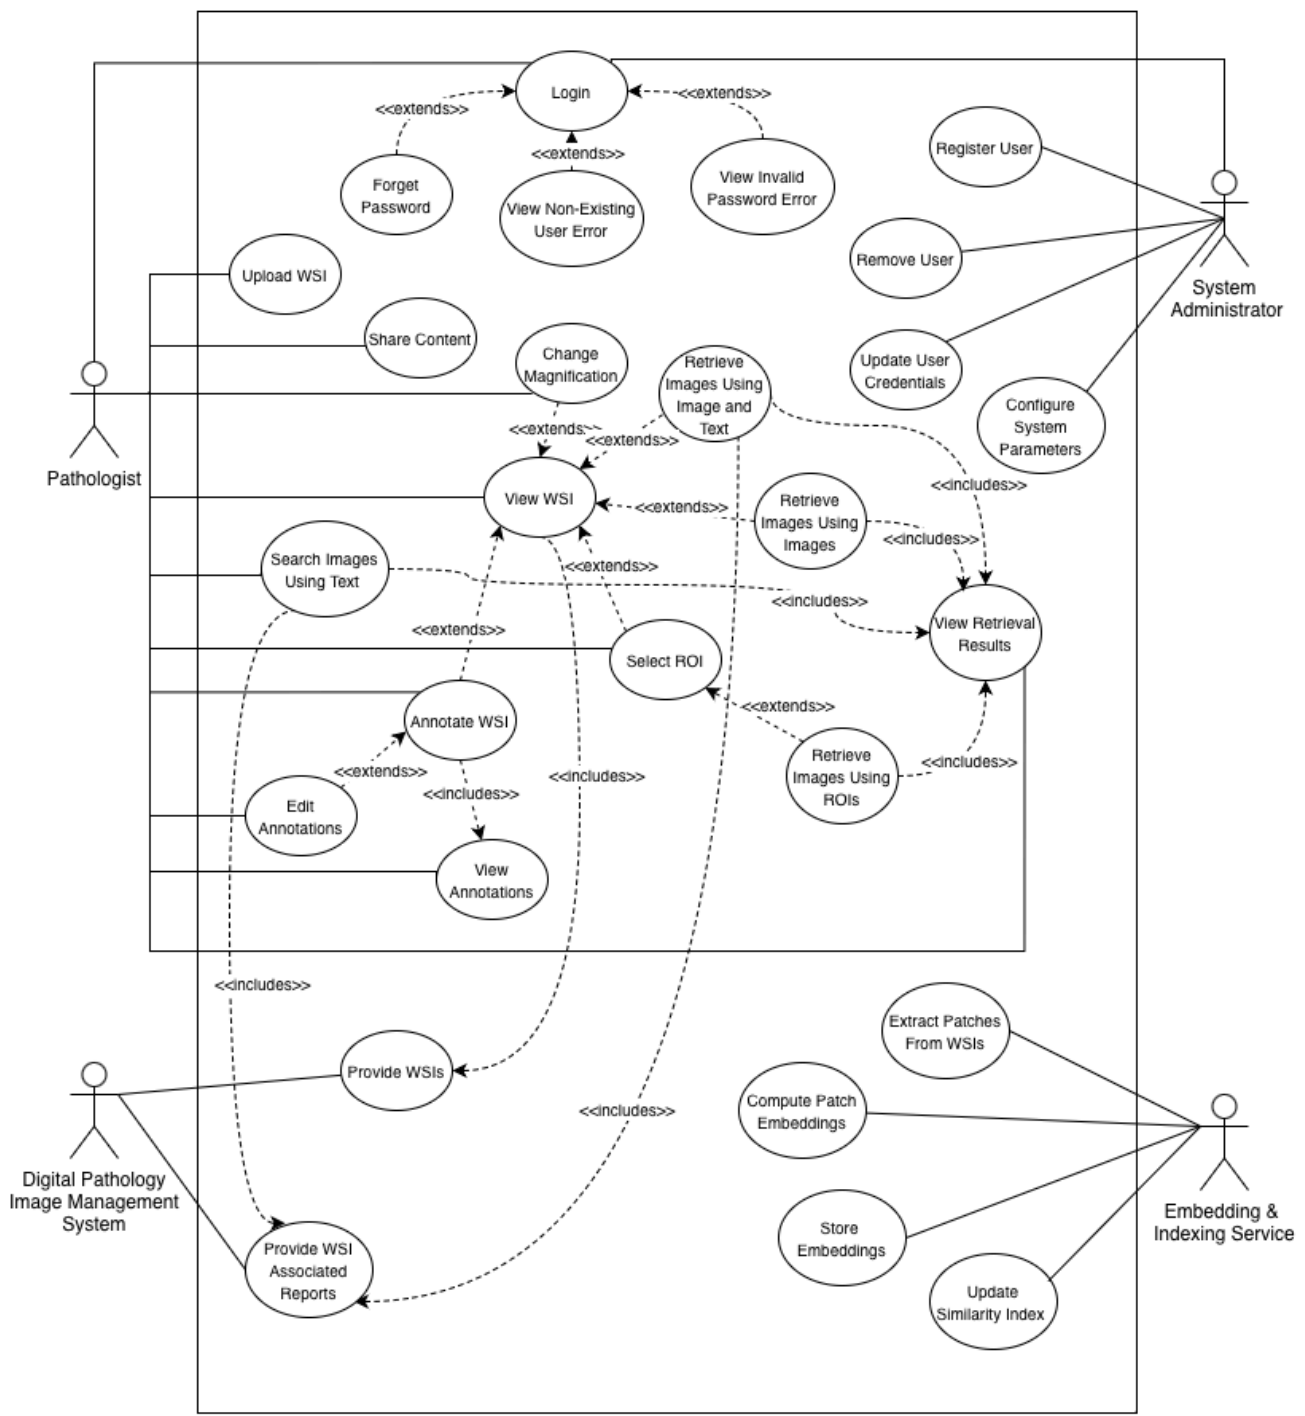 Login
<<extends>>
<<extends>>
<<extends>>
Forget
Password
View Non-Existing
User Error
View Invalid
Password Error
Register User
Remove User
Update User
Credentials
Configure
System
Parameters
System
Administrator
Upload WSI
Share Content
Change
Magnification
Retrieve
Images Using
Image and
Text
Pathologist
<<extends>>
<<extends>>
<<includes>>
View WSI
<<extends>>
Retrieve
Images Using
Images
<<includes>>
Search Images
Using Text
<<extends>>
<<includes>>
View Retrieval
Results
<<extends>>
Select ROI
Annotate WSI
<<extends>>
<<extends>>
<<includes>>
<<includes>>
Retrieve
Images Using
ROIs
<<includes>>
Edit
Annotations
View
Annotations
<<includes>>
Extract Patches
From WSIs
Provide WSIs
Compute Patch
Embeddings
<<includes>>
Digital Pathology
Image Management
System
Embedding &
Indexing Service
Store
Embeddings
Provide WSI
Associated
Reports
Update
Similarity Index